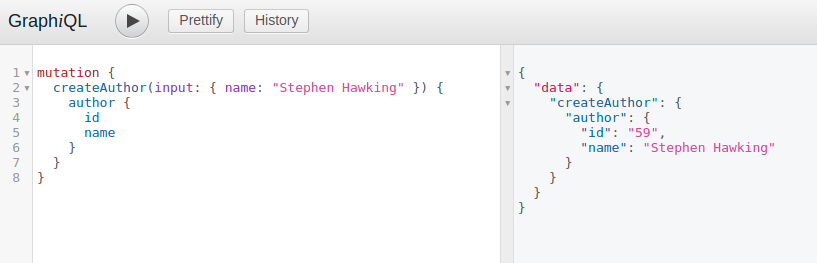 GraphiQL Prettify History
1 mutation {
2 createAuthor(input: { name: "Stephen Hawking" }) {
3 author {
4 id
5 name
6 }
7 }
8 }
{
"data": {
"createAuthor": {
"author": {
"id": "59",
"name": "Stephen Hawking"
}
}
}
}